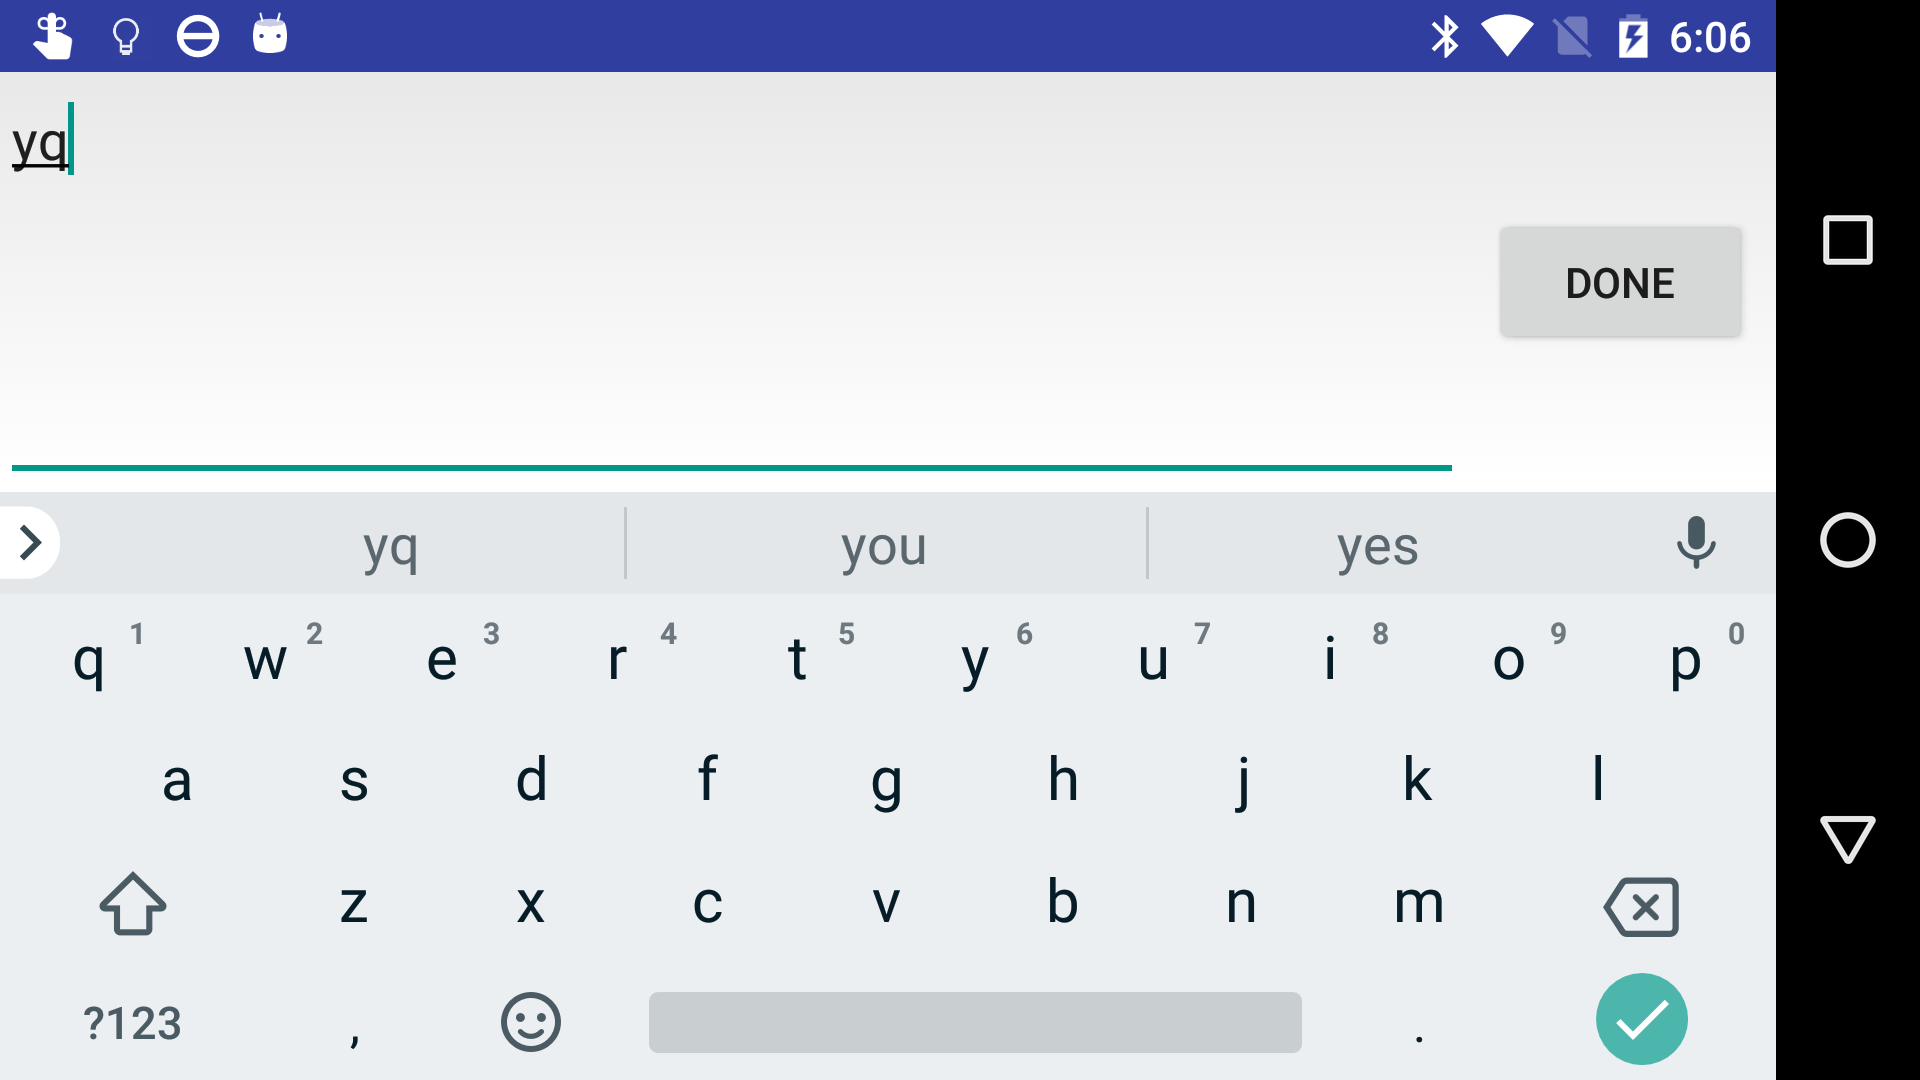 6:06
yq
DONE
yq you yes
q 1 w 2 e 3 r 4 t 5 y 6 u 7 i 8 o 9 p 0
a s d f g h j k l
z x c v b n m
?123 , .